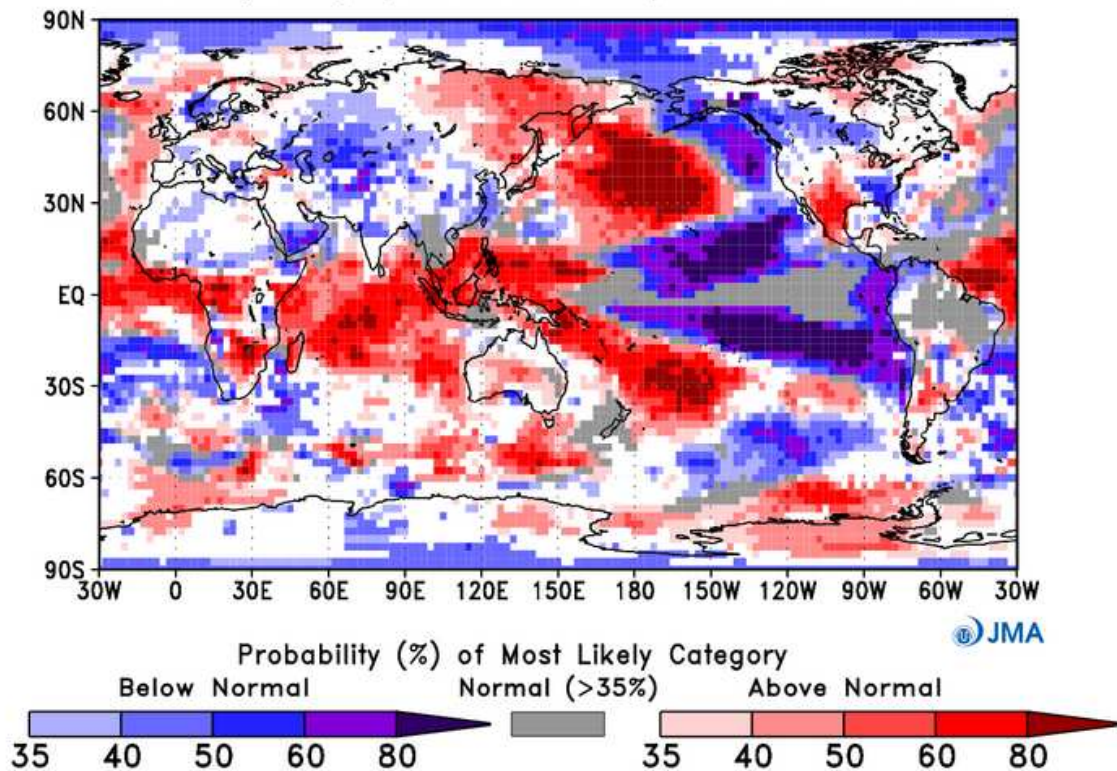 90N
60N
30N
EQ
30S
60S
90S
30W 0 30E 60E 90E 120E 150E 180 150W 120W 90W 60W 30W
JMA
Probability (%) of Most Likely Category
Below Normal Normal (>35%) Above Normal
35 40 50 60 80 35 40 50 60 80